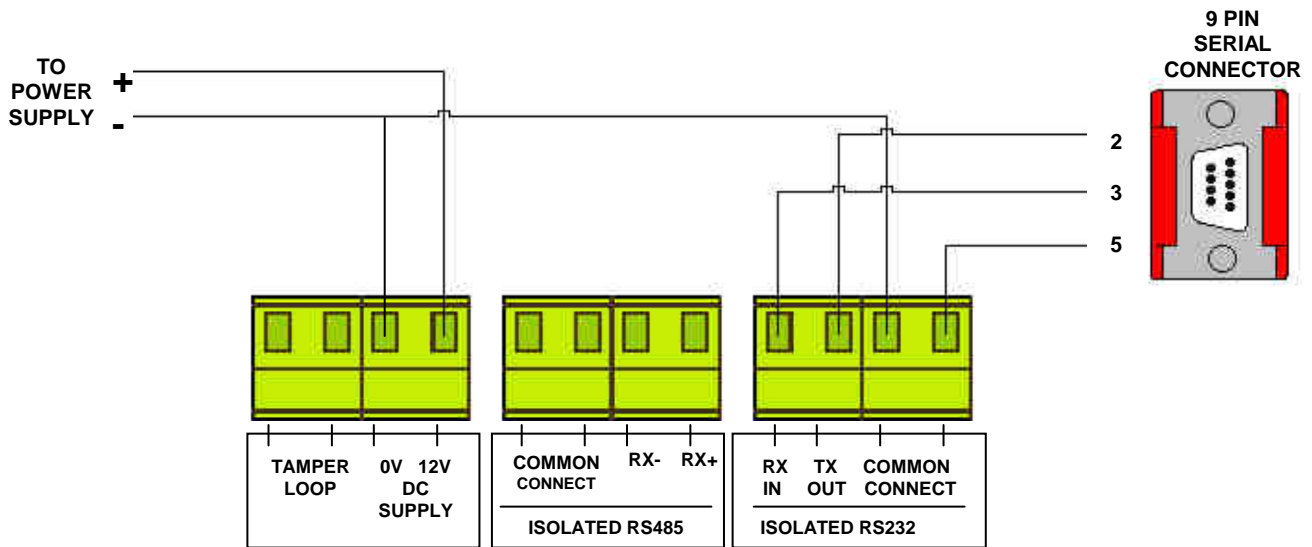 9 PIN
SERIAL
CONNECTOR
TO
POWER
SUPPLY
+
-
2
3
5
TAMPER
LOOP
0V 12V
DC
SUPPLY
COMMON
CONNECT
RX- RX+
ISOLATED RS485
RX
IN
TX
OUT
COMMON
CONNECT
ISOLATED RS232